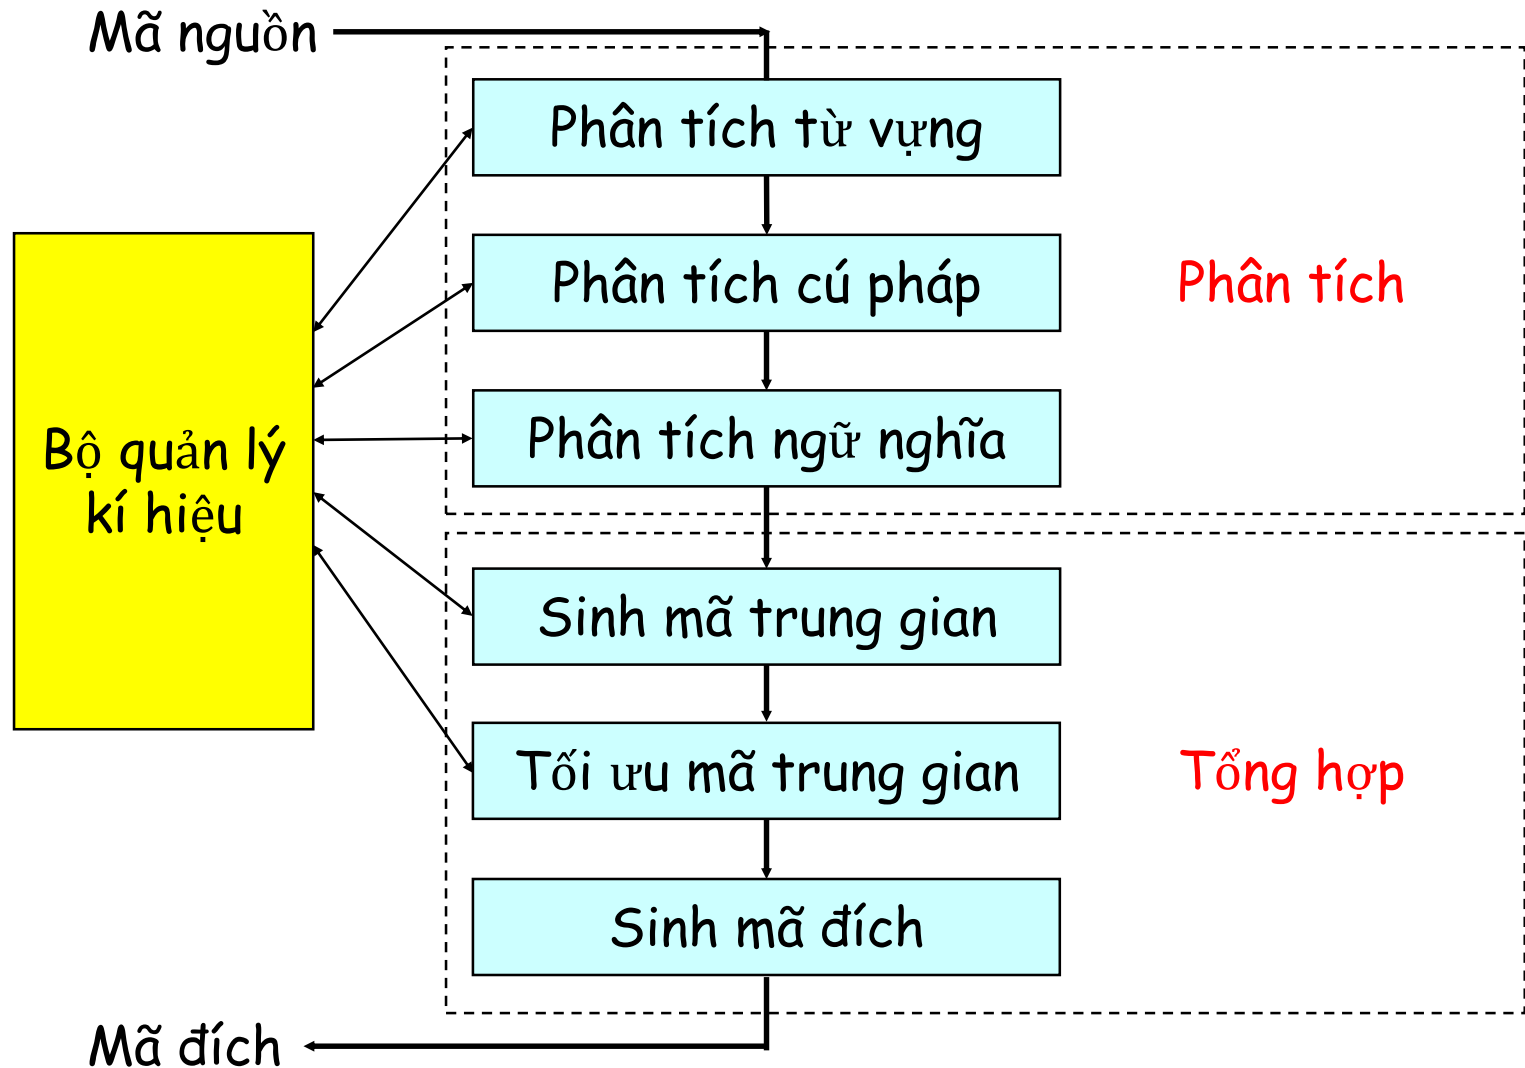 Mã nguồn
Phân tích từ vựng
Phân tích cú pháp
Phân tích
Phân tích ngữ nghĩa
Bộ quản lý
kí hiệu
Sinh mã trung gian
Tối ưu mã trung gian
Tổng hợp
Sinh mã đích
Mã đích